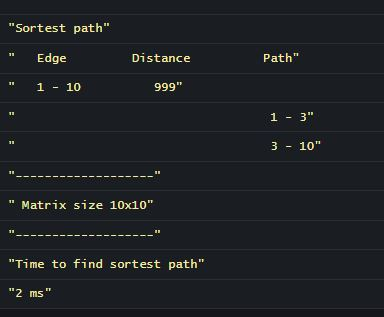 "Sortest path"
"   Edge         Distance            Path"
"   1 - 10          999"
"                                   1 - 3"
"                                   3 - 10"
"-------------------"
" Matrix size 10x10"
"-------------------"
"Time to find sortest path"
"2 ms"